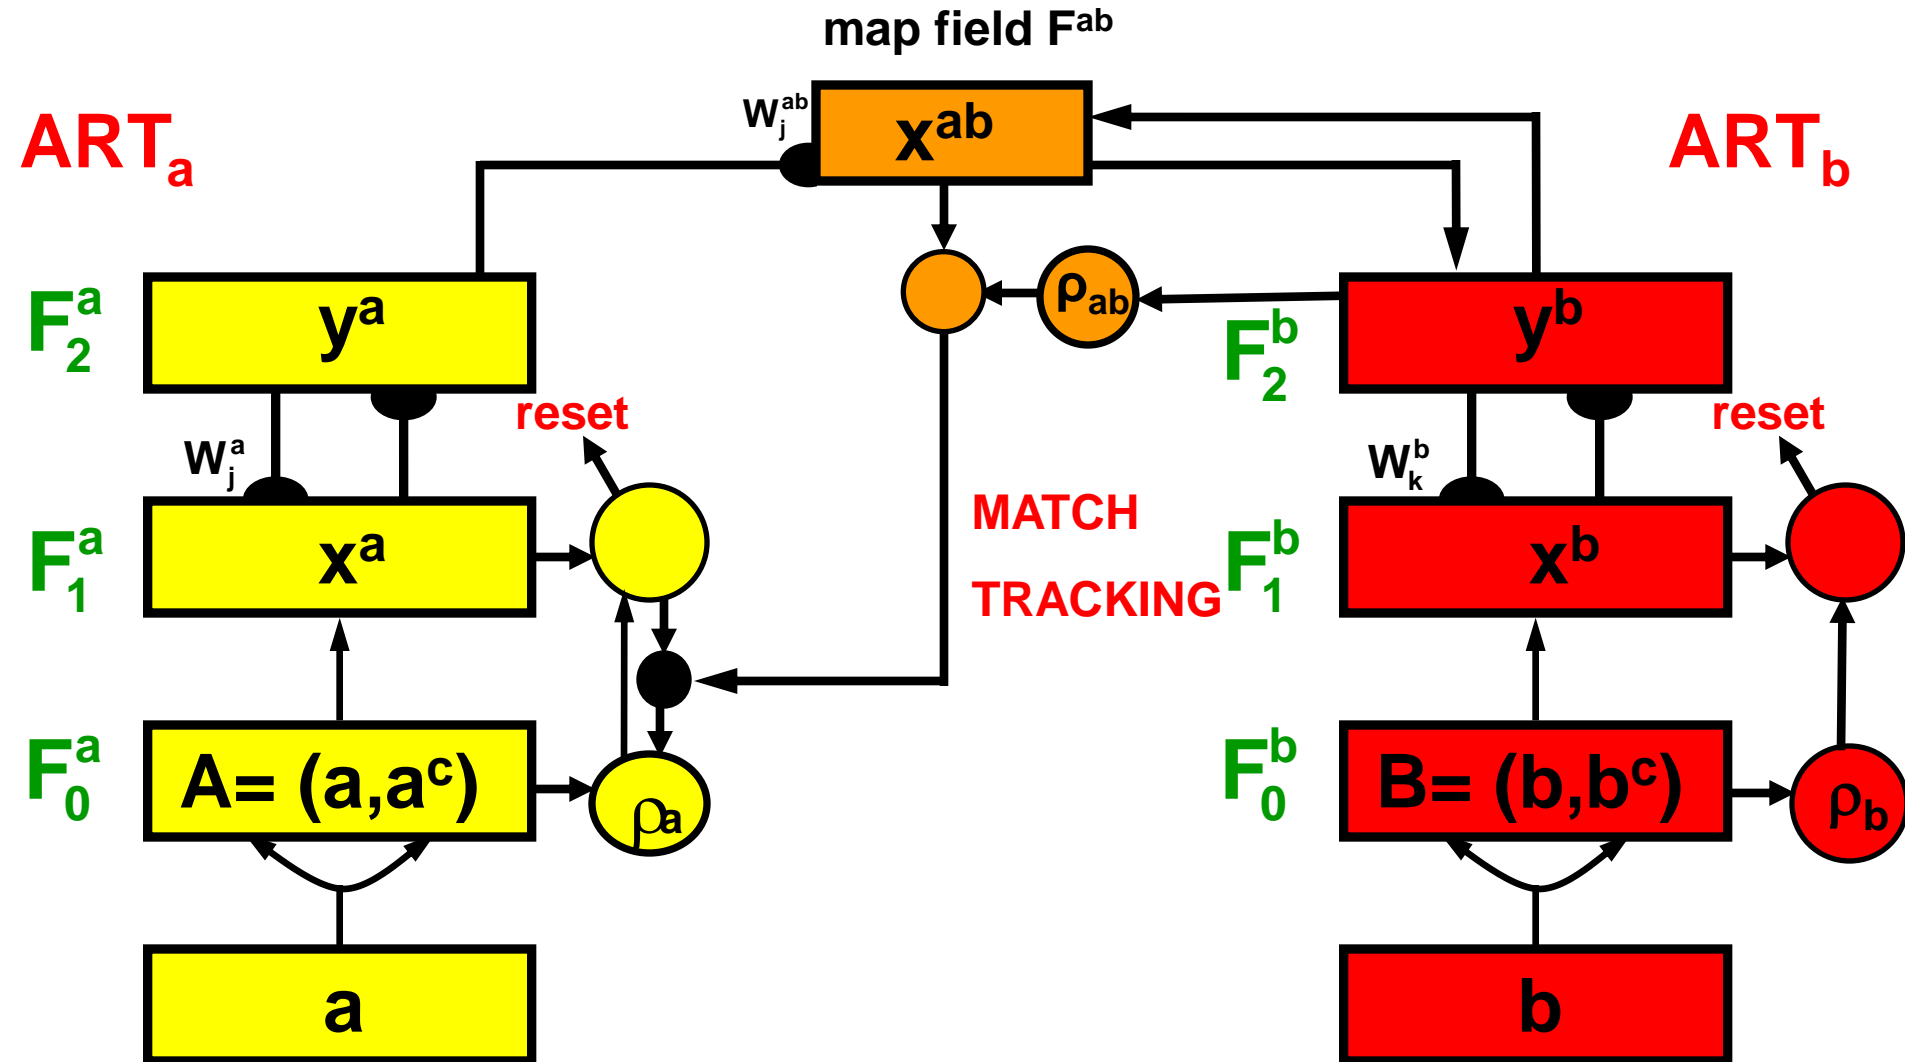 map field F^ab
ART_a
W_j^ab
x^ab
ART_b
F_2^a
y^a
ρ_ab
F_2^b
y^b
reset
reset
W_j^a
W_k^b
F_1^a
x^a
MATCH
TRACKING
F_1^b
x^b
F_0^a
A= (a,a^c)
ρ_a
F_0^b
B= (b,b^c)
ρ_b
a
b